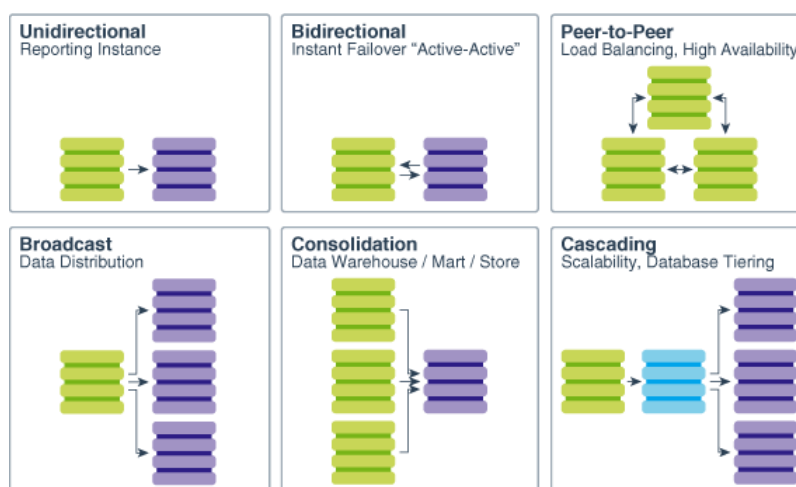 Unidirectional
Reporting Instance
Bidirectional
Instant Failover “Active-Active”
Peer-to-Peer
Load Balancing, High Availability
Broadcast
Data Distribution
Consolidation
Data Warehouse / Mart / Store
Cascading
Scalability, Database Tiering